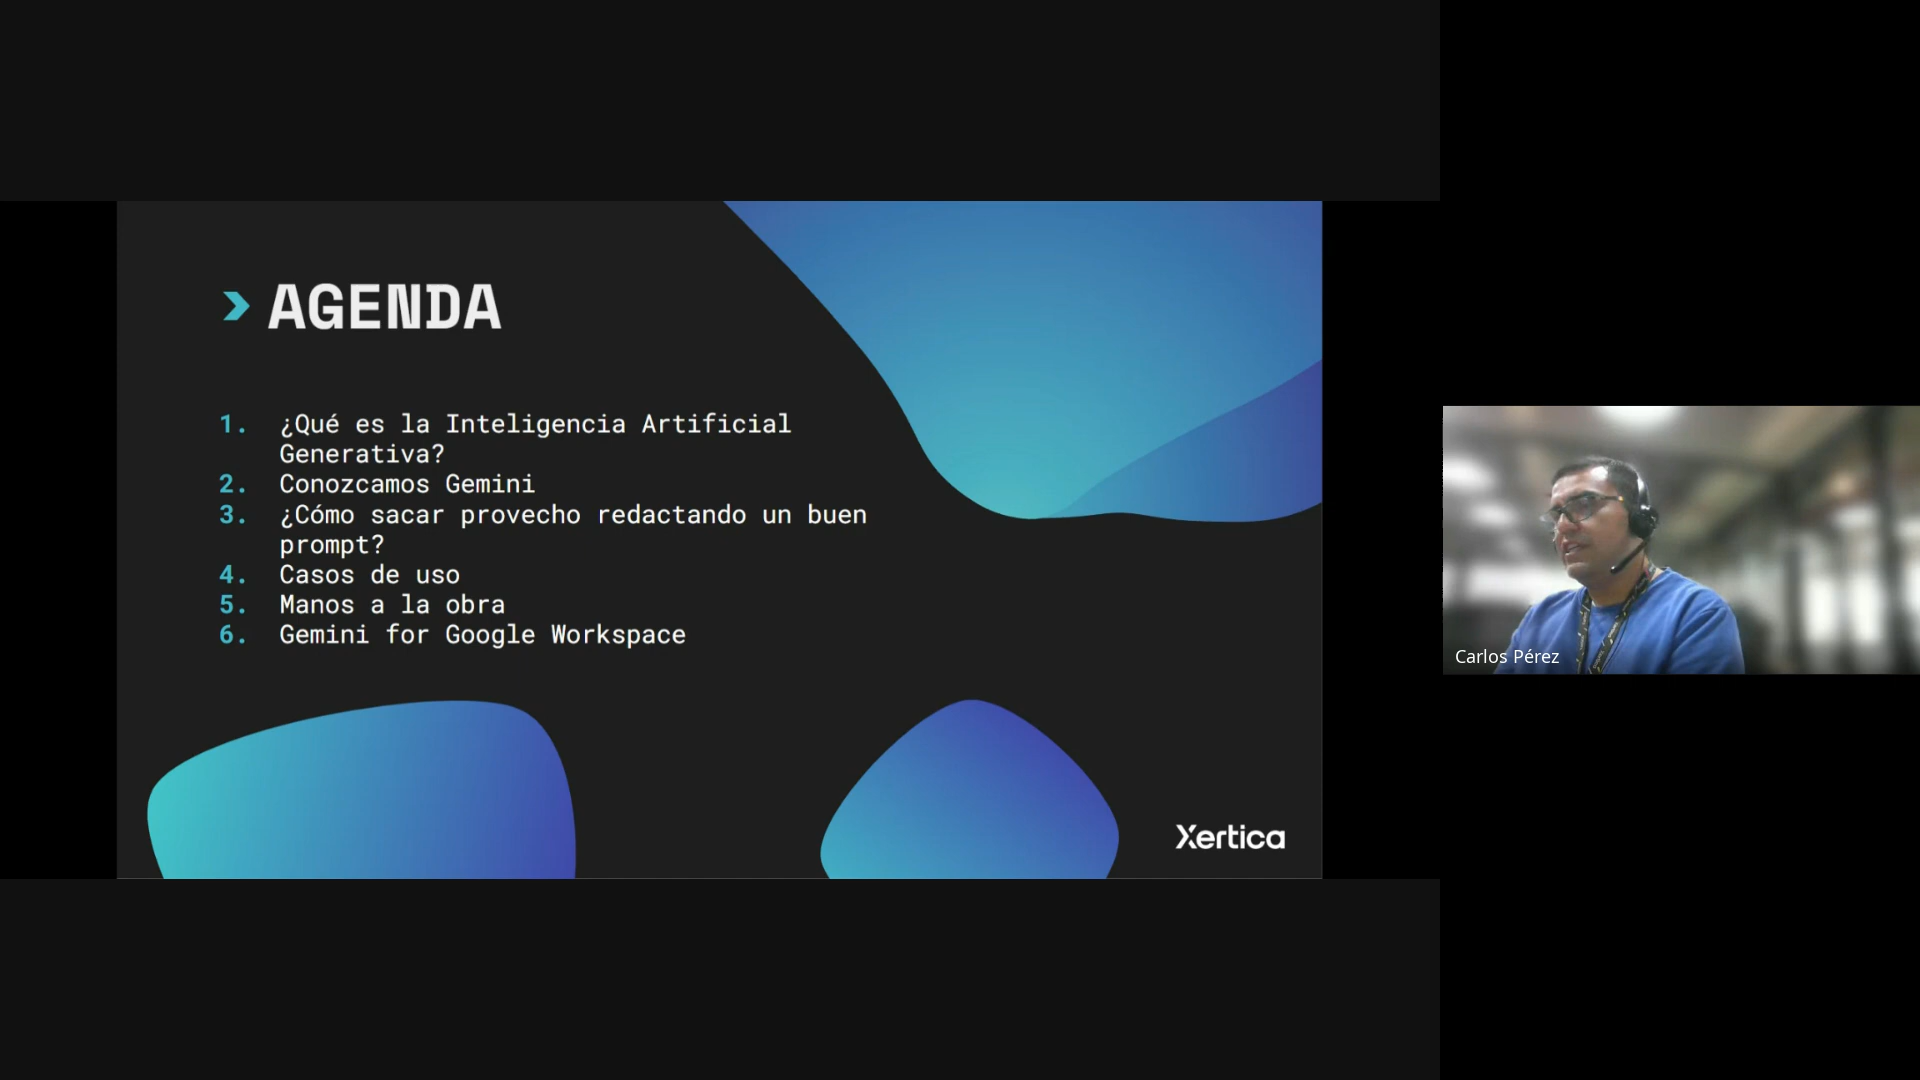 AGENDA
1. ¿Qué es la Inteligencia Artificial
Generativa?
2. Conozcamos Gemini
3. ¿Cómo sacar provecho redactando un buen
prompt?
4. Casos de uso
5. Manos a la obra
6. Gemini for Google Workspace
Xertica
Carlos Pérez